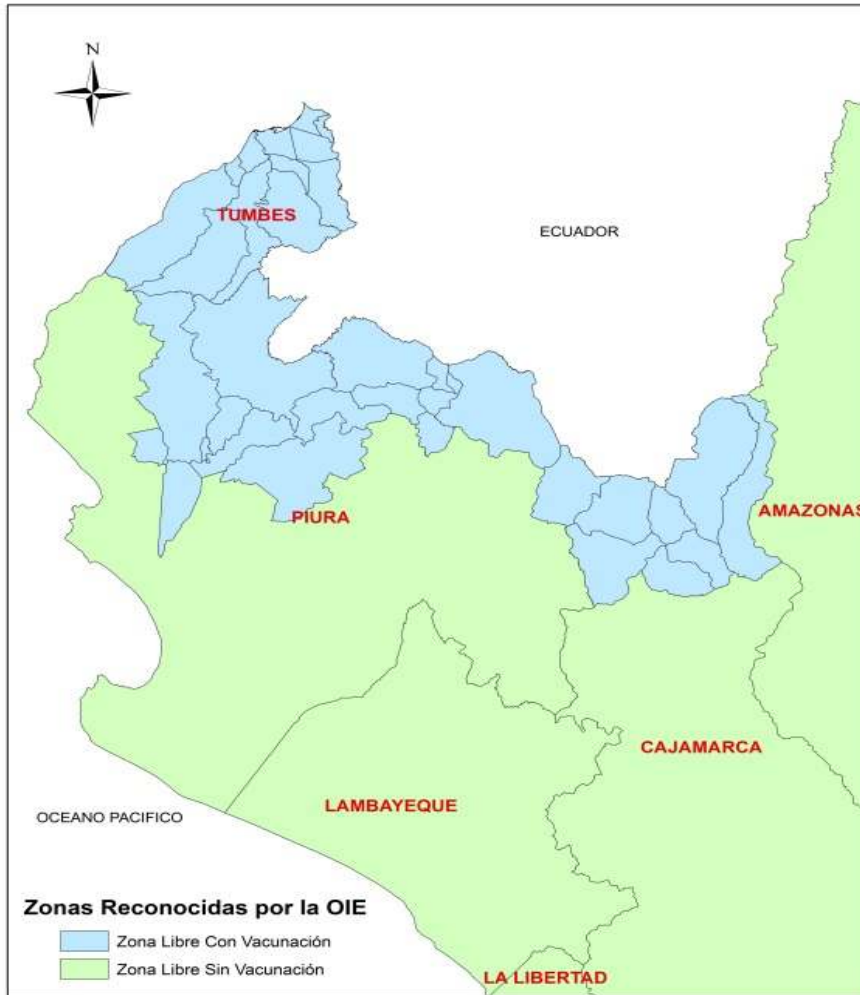 N
TUMBES
ECUADOR
PIURA
AMAZONAS
CAJAMARCA
LAMBAYEQUE
OCEANO PACIFICO
Zonas Reconocidas por la OIE
Zona Libre Con Vacunación
Zona Libre Sin Vacunación
LA LIBERTAD